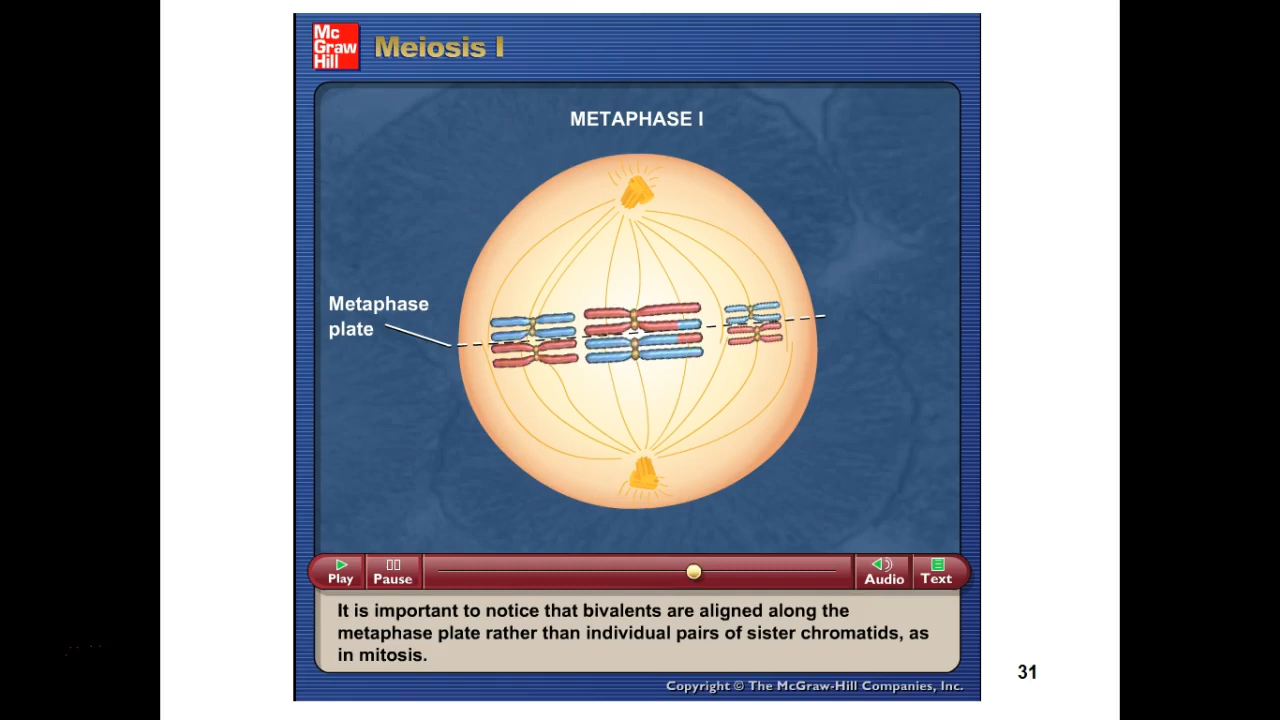 Mc
Graw
Hill
Meiosis I
METAPHASE I
Metaphase
plate
Play
Pause
Audio
Text
It is important to notice that bivalents are aligned along the
metaphase plate rather than individual pairs of sister chromatids, as
in mitosis.
Copyright © The McGraw-Hill Companies, Inc.
31